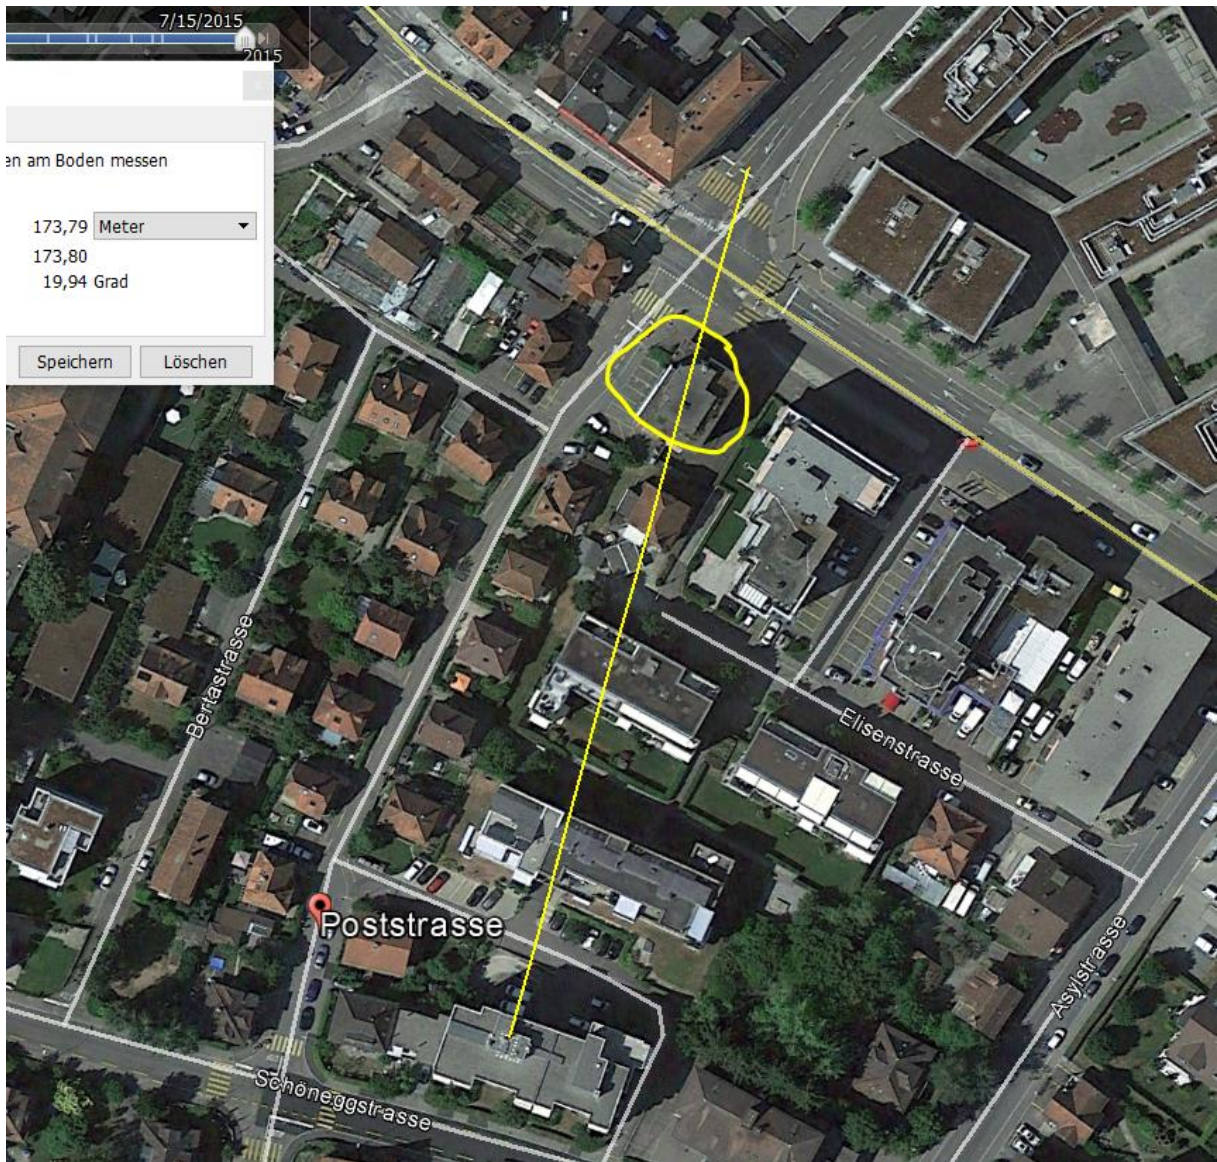 7/15/2015
2015
en am Boden messen
173,79 Meter
173,80
19,94 Grad
Speichern Löschen
Bertastrasse
Elisenstrasse
Poststrasse
Asylstrasse
Schöneggstrasse